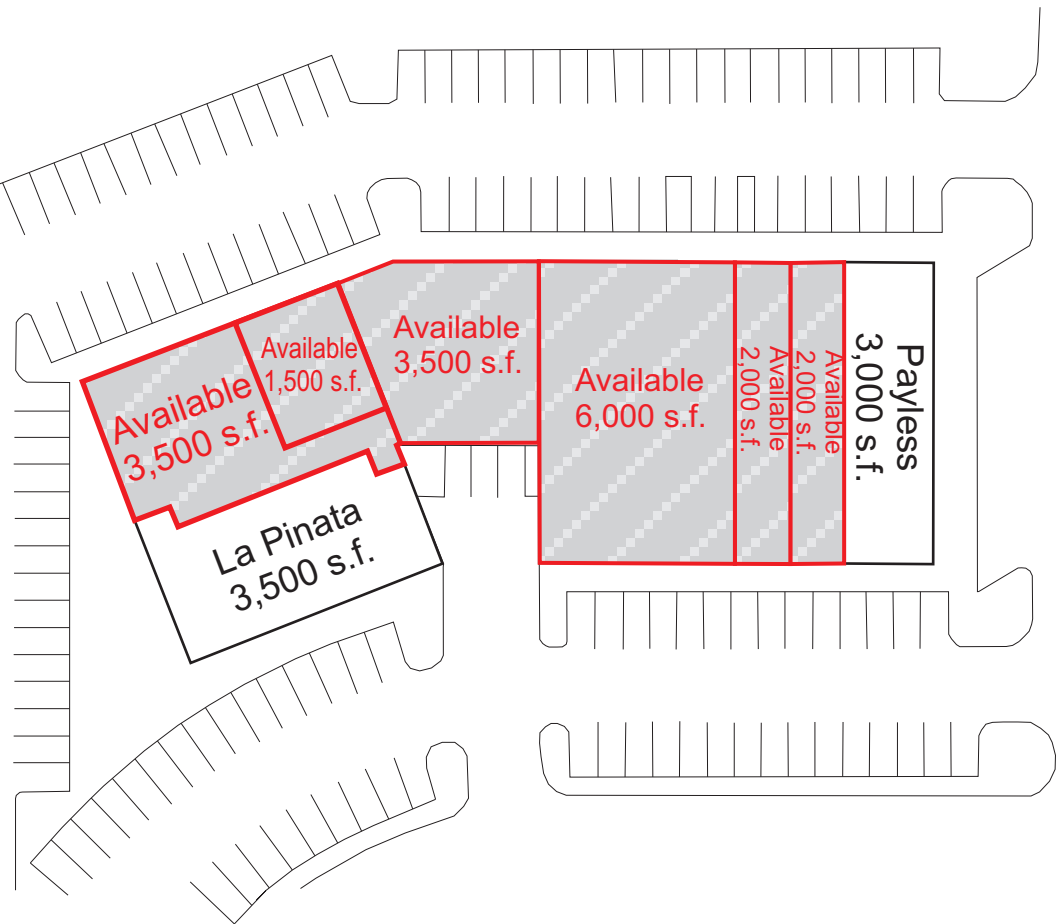 Available
3,500 s.f.
Available
1,500 s.f.
Available
3,500 s.f.
Available
6,000 s.f.
Available
2,000 s.f.
Available
2,000 s.f.
Payless
3,000 s.f.
La Pinata
3,500 s.f.